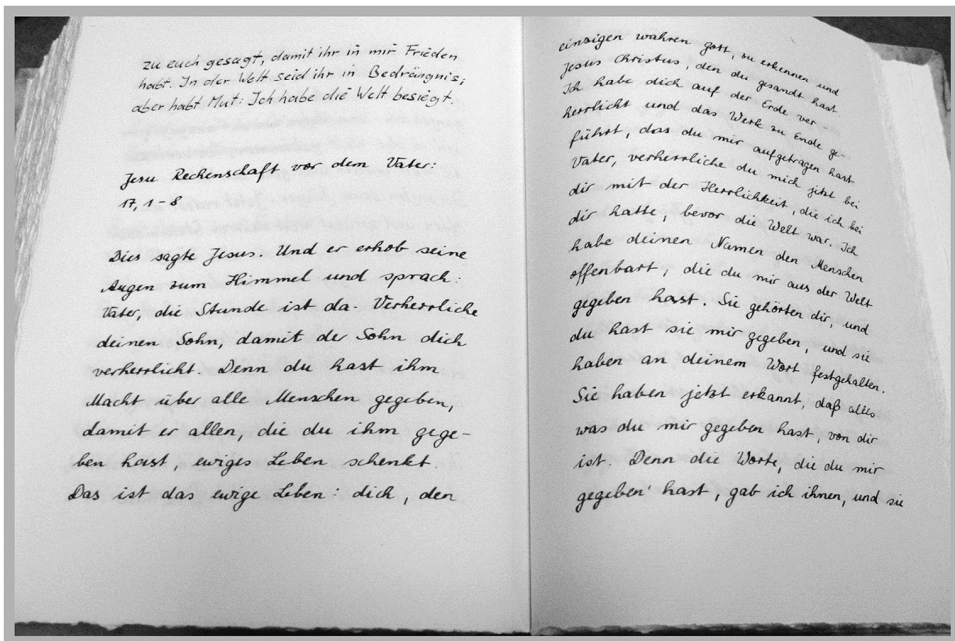 zu euch gesagt, damit ihr in mir Frieden
habt. In der Welt seid ihr in Bedrängnis;
aber habt Mut: Ich habe die Welt besiegt.
Jesu Rechenschaft vor dem Vater:
17, 1-8
Dies sagte Jesus. Und er erhob seine
Augen zum Himmel und sprach:
Vater, die Stunde ist da. Verherrliche
deinen Sohn, damit der Sohn dich
verherrlicht. Denn du hast ihm
Macht über alle Menschen gegeben,
damit er allen, die du ihm gege-
ben hast, ewiges Leben schenkt.
Das ist das ewige Leben: dich, den
einzigen wahren Gott, zu erkennen und
Jesus Christus, den du gesandt hast.
Ich habe dich auf der Erde ver-
herrlicht und das Werk zu Ende ge-
führt, das du mir aufgetragen hast.
Vater, verherrliche du mich jetzt bei
dir mit der Herrlichkeit, die ich bei
dir hatte, bevor die Welt war. Ich
habe deinen Namen den Menschen
offenbart, die du mir aus der Welt
gegeben hast. Sie gehörten dir, und
du hast sie mir gegeben, und sie
haben an deinem Wort festgehalten.
Sie haben jetzt erkannt, daß alles
was du mir gegeben hast, von dir
ist. Denn die Worte, die du mir
gegeben hast, gab ich ihnen, und sie